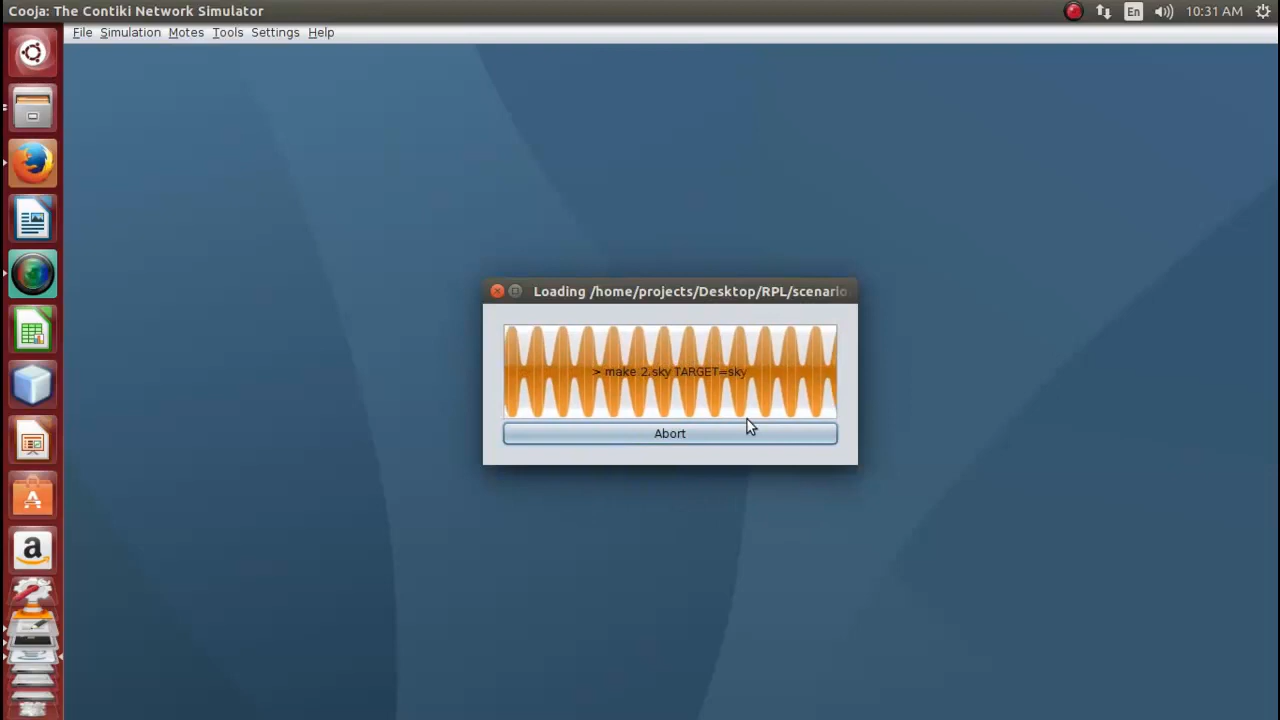 Cooja: The Contiki Network Simulator
En
10:31 AM
File Simulation Motes Tools Settings Help
Loading /home/projects/Desktop/RPL/scenario
> make 2.sky TARGET=sky
Abort
a